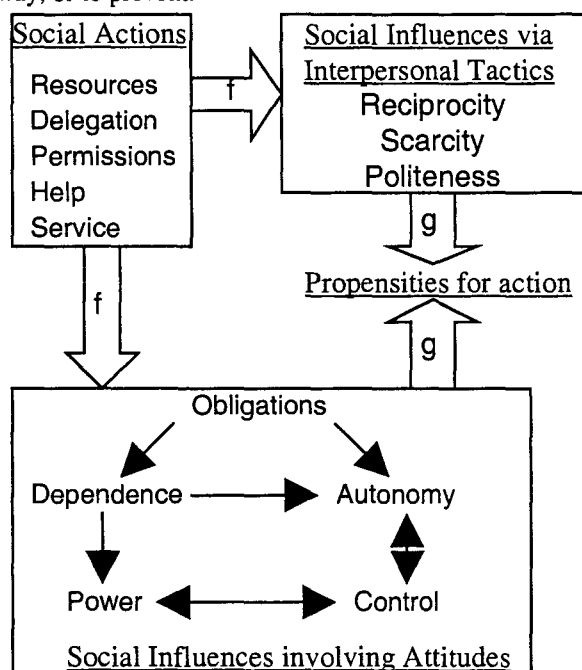 Social Actions
Resources
Delegation
Permissions
Help
Service
f
Social Influences via
Interpersonal Tactics
Reciprocity
Scarcity
Politeness
g
Propensities for action
f
g
Obligations
Dependence
Autonomy
Power
Control
Social Influences involving Attitudes